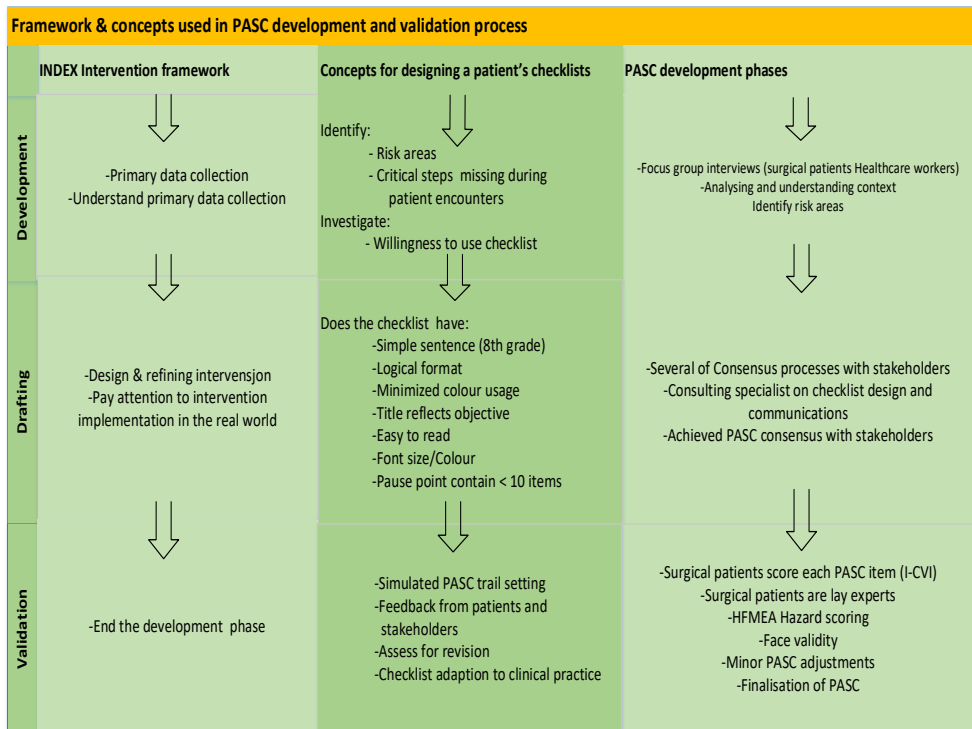 Framework & concepts used in PASC development and validation process
INDEX Intervention framework
Concepts for designing a patient's checklists
PASC development phases
Development
-Primary data collection
-Understand primary data collection
Identify:
- Risk areas
- Critical steps missing during
patient encounters
Investigate:
- Willingness to use checklist
-Focus group interviews (surgical patients Healthcare workers)
-Analysing and understanding context
Identify risk areas
Drafting
-Design & refining intervensjon
-Pay attention to intervention
implementation in the real world
Does the checklist have:
-Simple sentence (8th grade)
-Logical format
-Minimized colour usage
-Title reflects objective
-Easy to read
-Font size/Colour
-Pause point contain < 10 items
-Several of Consensus processes with stakeholders
-Consulting specialist on checklist design and
communications
-Achieved PASC consensus with stakeholders
Validation
-End the development phase
-Simulated PASC trail setting
-Feedback from patients and
stakeholders
-Assess for revision
-Checklist adaption to clinical practice
-Surgical patients score each PASC item (I-CVI)
-Surgical patients are lay experts
-HFMEA Hazard scoring
-Face validity
-Minor PASC adjustments
-Finalisation of PASC